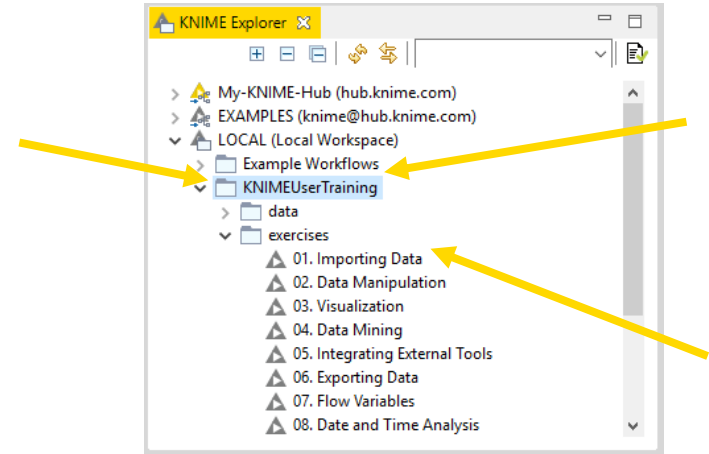 KNIME Explorer
My-KNIME-Hub (hub.knime.com)
EXAMPLES (knime@hub.knime.com)
LOCAL (Local Workspace)
Example Workflows
KNIMEUserTraining
data
exercises
01. Importing Data
02. Data Manipulation
03. Visualization
04. Data Mining
05. Integrating External Tools
06. Exporting Data
07. Flow Variables
08. Date and Time Analysis